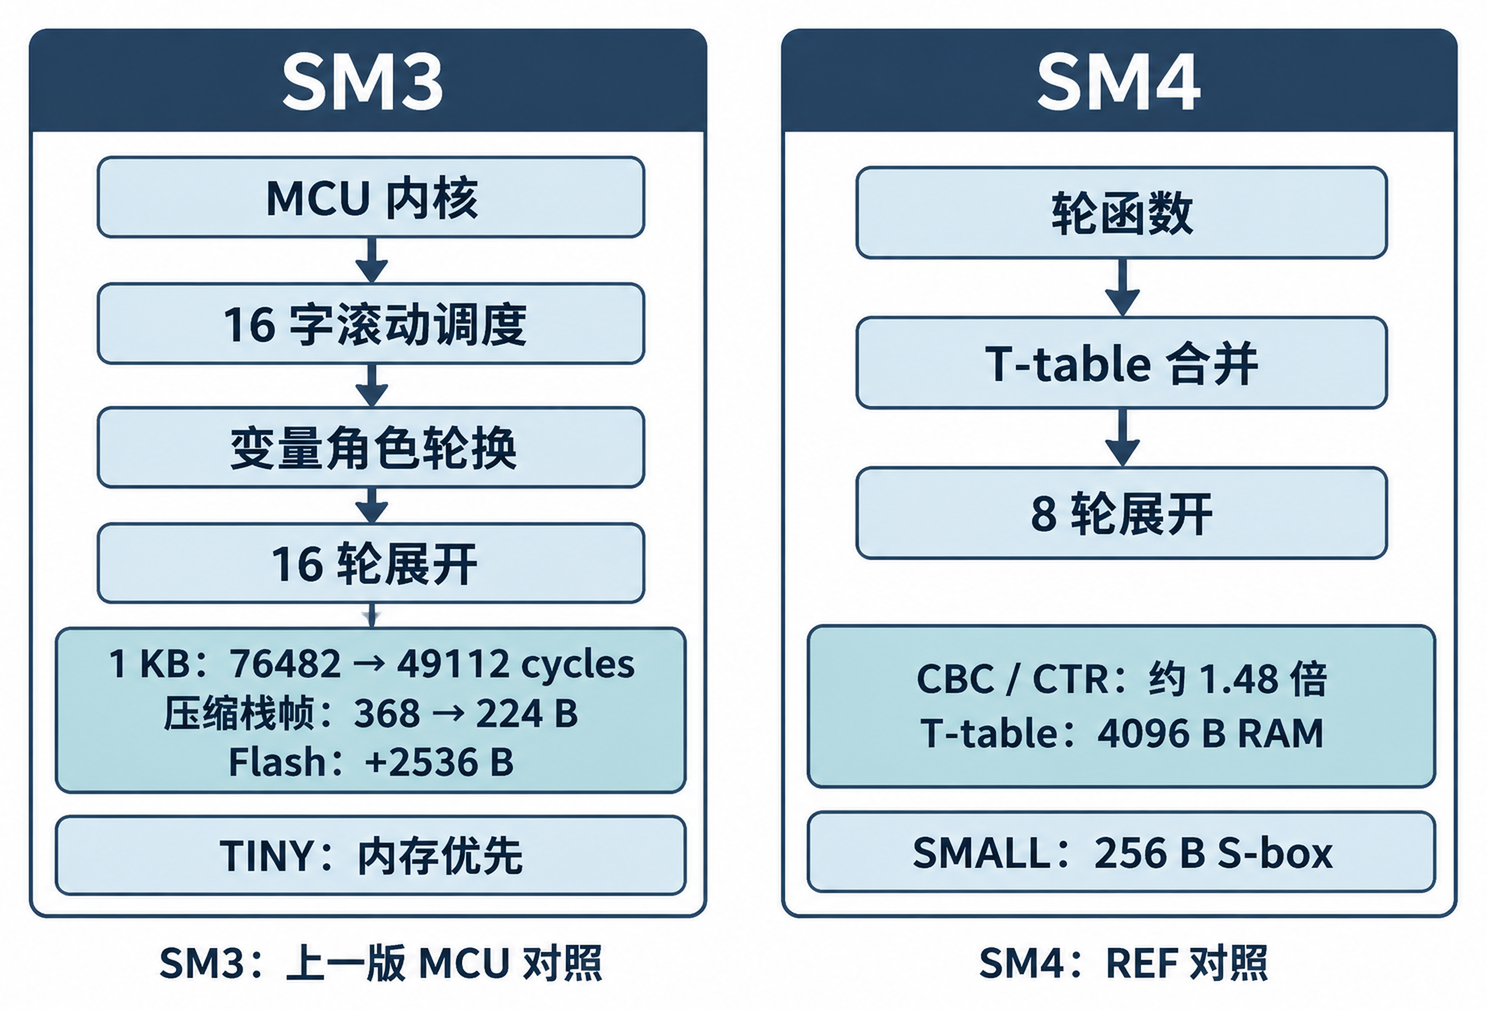 SM3
MCU 内核
16 字滚动调度
变量角色轮换
16 轮展开
1 KB：76482 → 49112 cycles
压缩栈帧：368 → 224 B
Flash：+2536 B
TINY：内存优先
SM3：上一版 MCU 对照
SM4
轮函数
T-table 合并
8 轮展开
CBC / CTR：约 1.48 倍
T-table：4096 B RAM
SMALL：256 B S-box
SM4：REF 对照